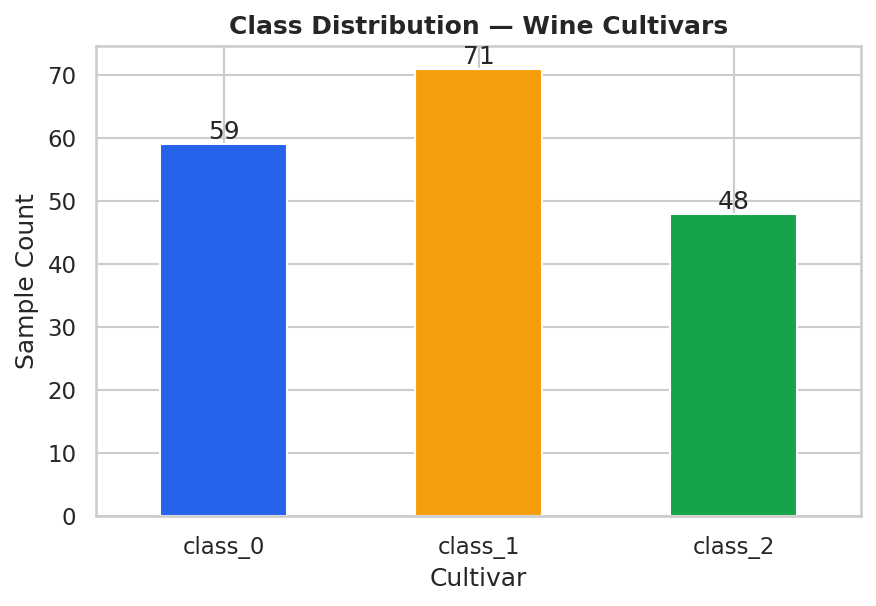 Class Distribution — Wine Cultivars
71
70
60
59
50
48
40
30
20
10
0
Sample Count
class_0 class_1 class_2
Cultivar